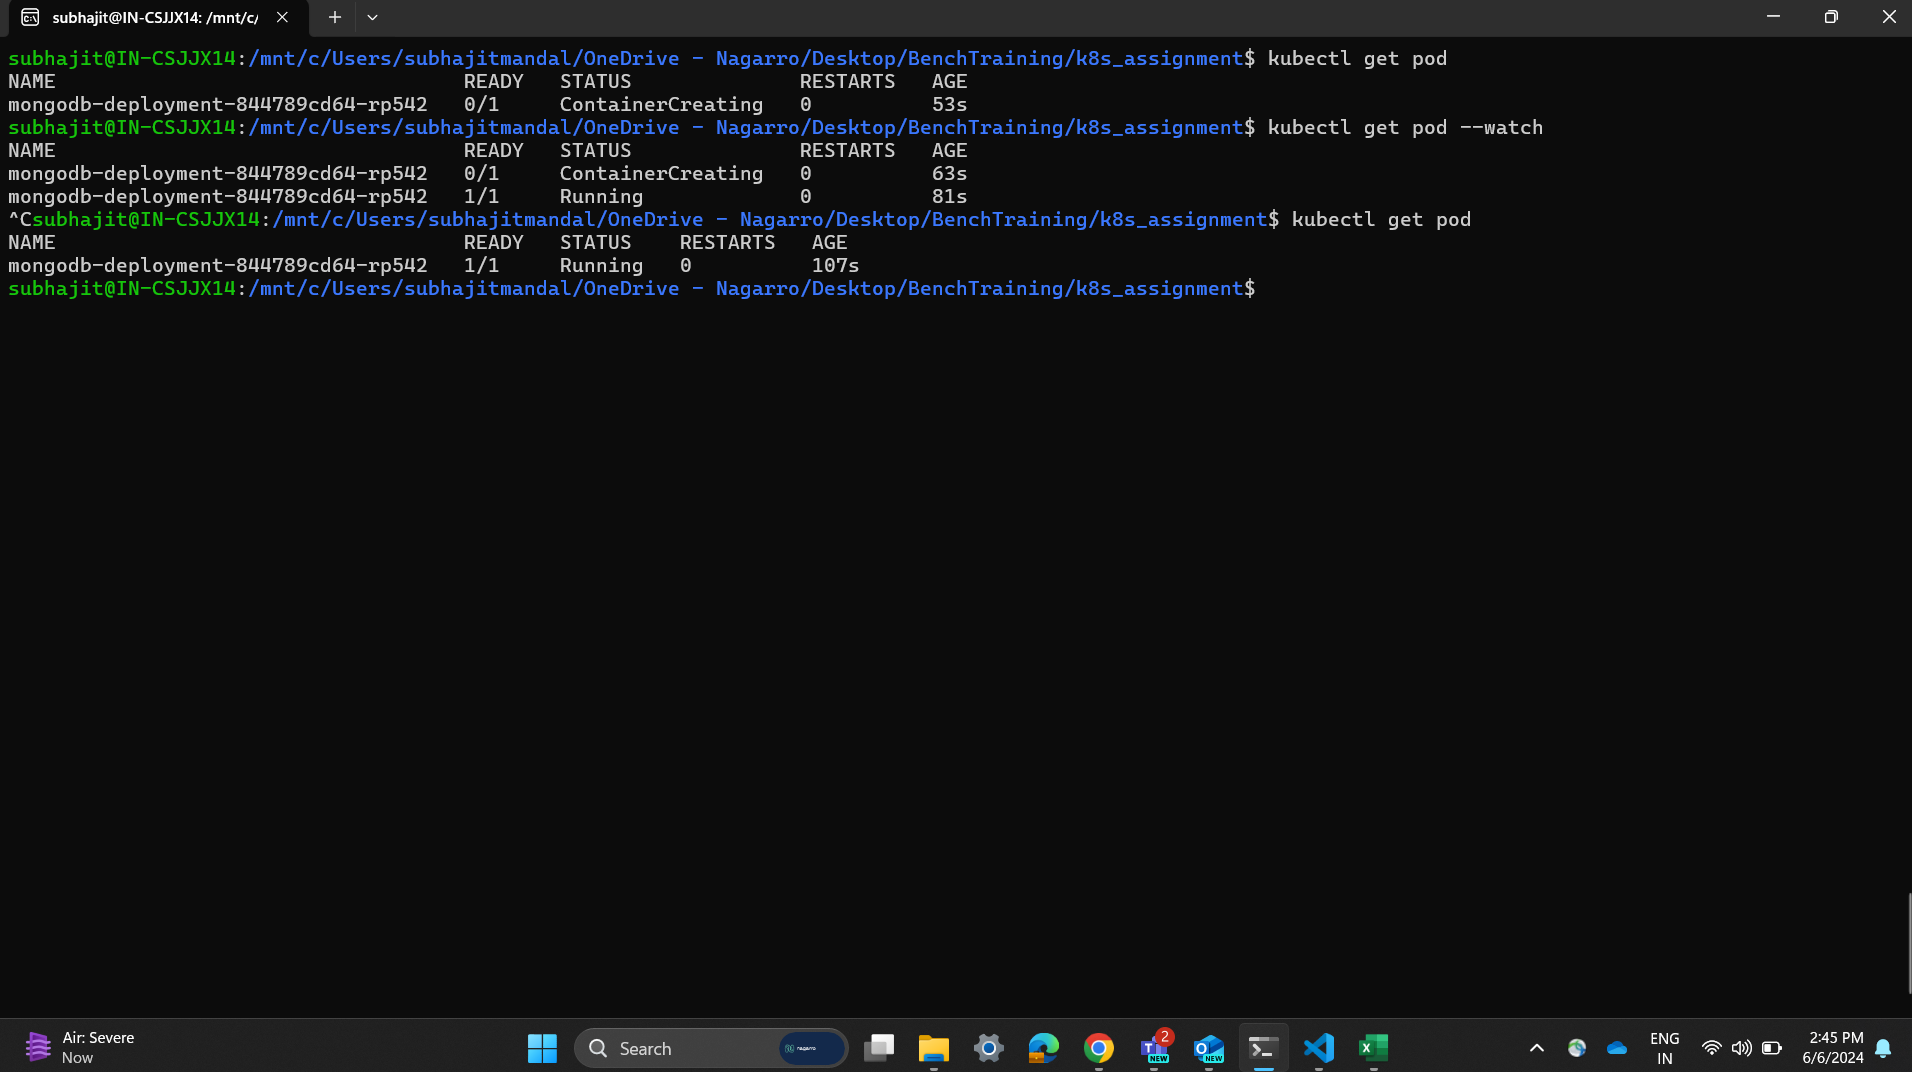 subhajit@IN-CSJJX14: /mnt/c/
subhajit@IN-CSJJX14:/mnt/c/Users/subhajitmandal/OneDrive - Nagarro/Desktop/BenchTraining/k8s_assignment$ kubectl get pod
NAME READY STATUS RESTARTS AGE
mongodb-deployment-844789cd64-rp542 0/1 ContainerCreating 0 53s
subhajit@IN-CSJJX14:/mnt/c/Users/subhajitmandal/OneDrive - Nagarro/Desktop/BenchTraining/k8s_assignment$ kubectl get pod --watch
NAME READY STATUS RESTARTS AGE
mongodb-deployment-844789cd64-rp542 0/1 ContainerCreating 0 63s
mongodb-deployment-844789cd64-rp542 1/1 Running 0 81s
^Csubhajit@IN-CSJJX14:/mnt/c/Users/subhajitmandal/OneDrive - Nagarro/Desktop/BenchTraining/k8s_assignment$ kubectl get pod
NAME READY STATUS RESTARTS AGE
mongodb-deployment-844789cd64-rp542 1/1 Running 0 107s
subhajit@IN-CSJJX14:/mnt/c/Users/subhajitmandal/OneDrive - Nagarro/Desktop/BenchTraining/k8s_assignment$
Air: Severe
Now
Search
nagarro
2
NEW
NEW
ENG
IN
2:45 PM
6/6/2024